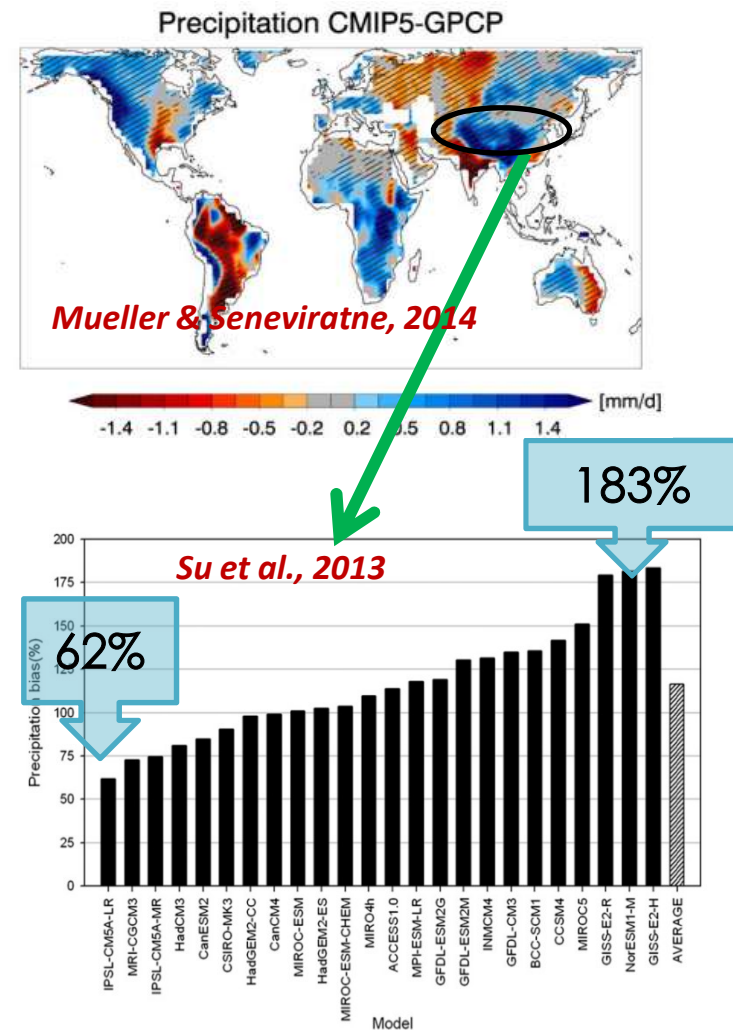 Precipitation CMIP5-GPCP
Mueller & Seneviratne, 2014
[mm/d]
-1.4 -1.1 -0.8 -0.5 -0.2 0.2 0.5 0.8 1.1 1.4
183%
Su et al., 2013
62%
Precipitation bias(%)
200
175
150
125
100
75
50
25
0
IPSL-CM5A-LR
MRI-CGCM3
IPSL-CM5A-MR
HadCM3
CanESM2
CSIRO-MK3
HadGEM2-CC
CanCM4
MIROC-ESM
HadGEM2-ES
MIROC-ESM-CHEM
MIRO4h
ACCESS1.0
MPI-ESM-LR
GFDL-ESM2G
GFDL-ESM2M
INMCM4
GFDL-CM3
BCC-SCM1
CCSM4
MIROC5
GISS-E2-R
NorESM1-M
GISS-E2-H
AVERAGE
Model